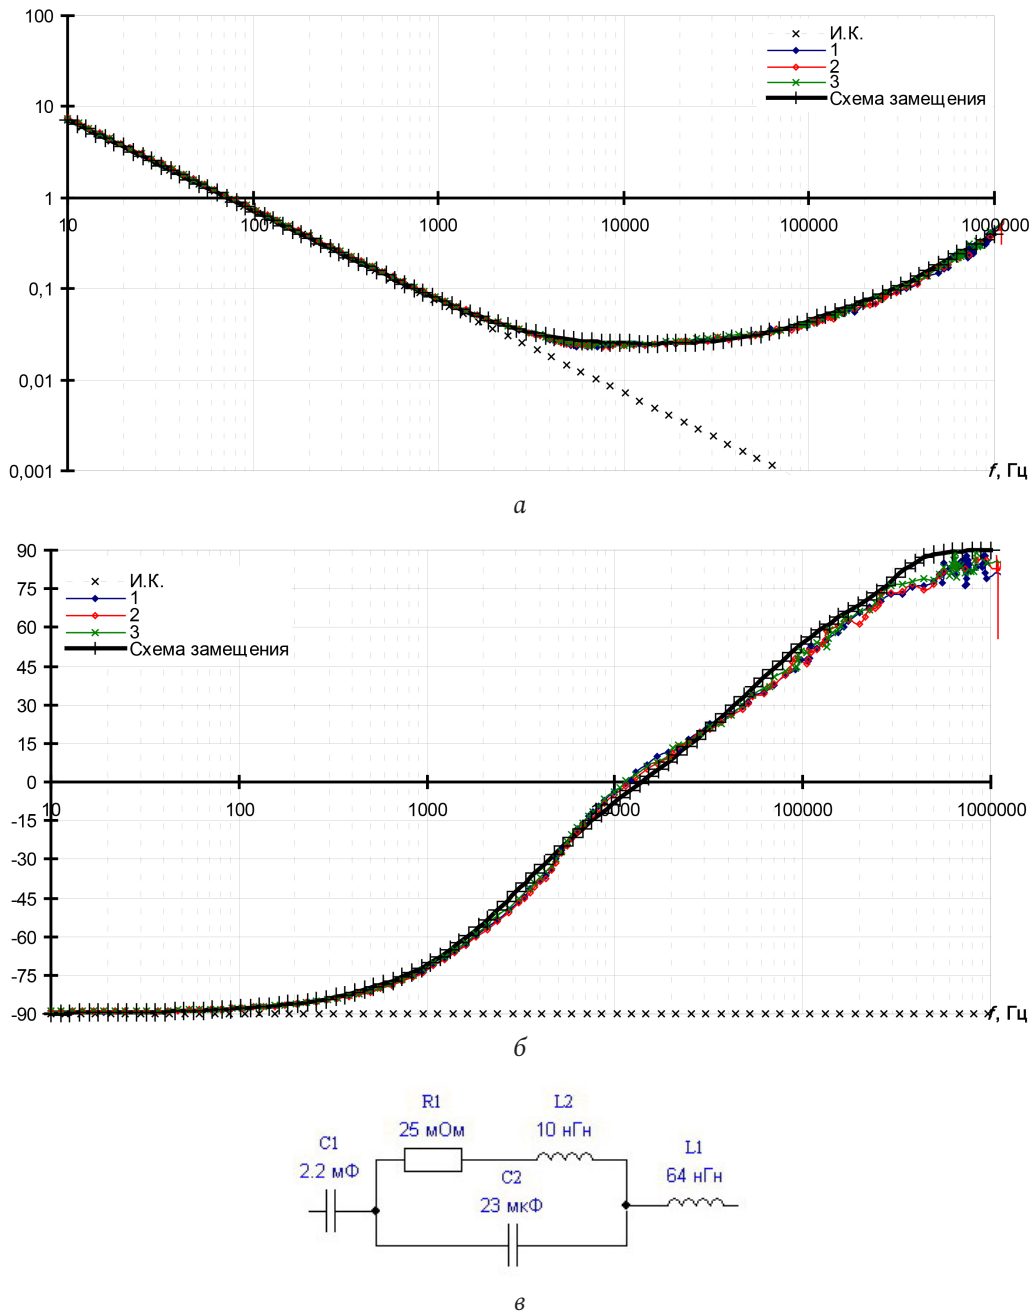 100
И.К.
1
2
3
Схема замещения
10
1
10 100 1000 10000 100000 1000000
0,1
0,01
0,001
f, Гц
а
90
И.К.
75
1
2
60
3
Схема замещения
45
30
15
0
10 100 1000 10000 100000 1000000
-15
-30
-45
-60
-75
-90
f, Гц
б
R1 L2
25 мОм 10 нГн
C1 L1
2.2 мФ C2 64 нГн
23 мкФ
в